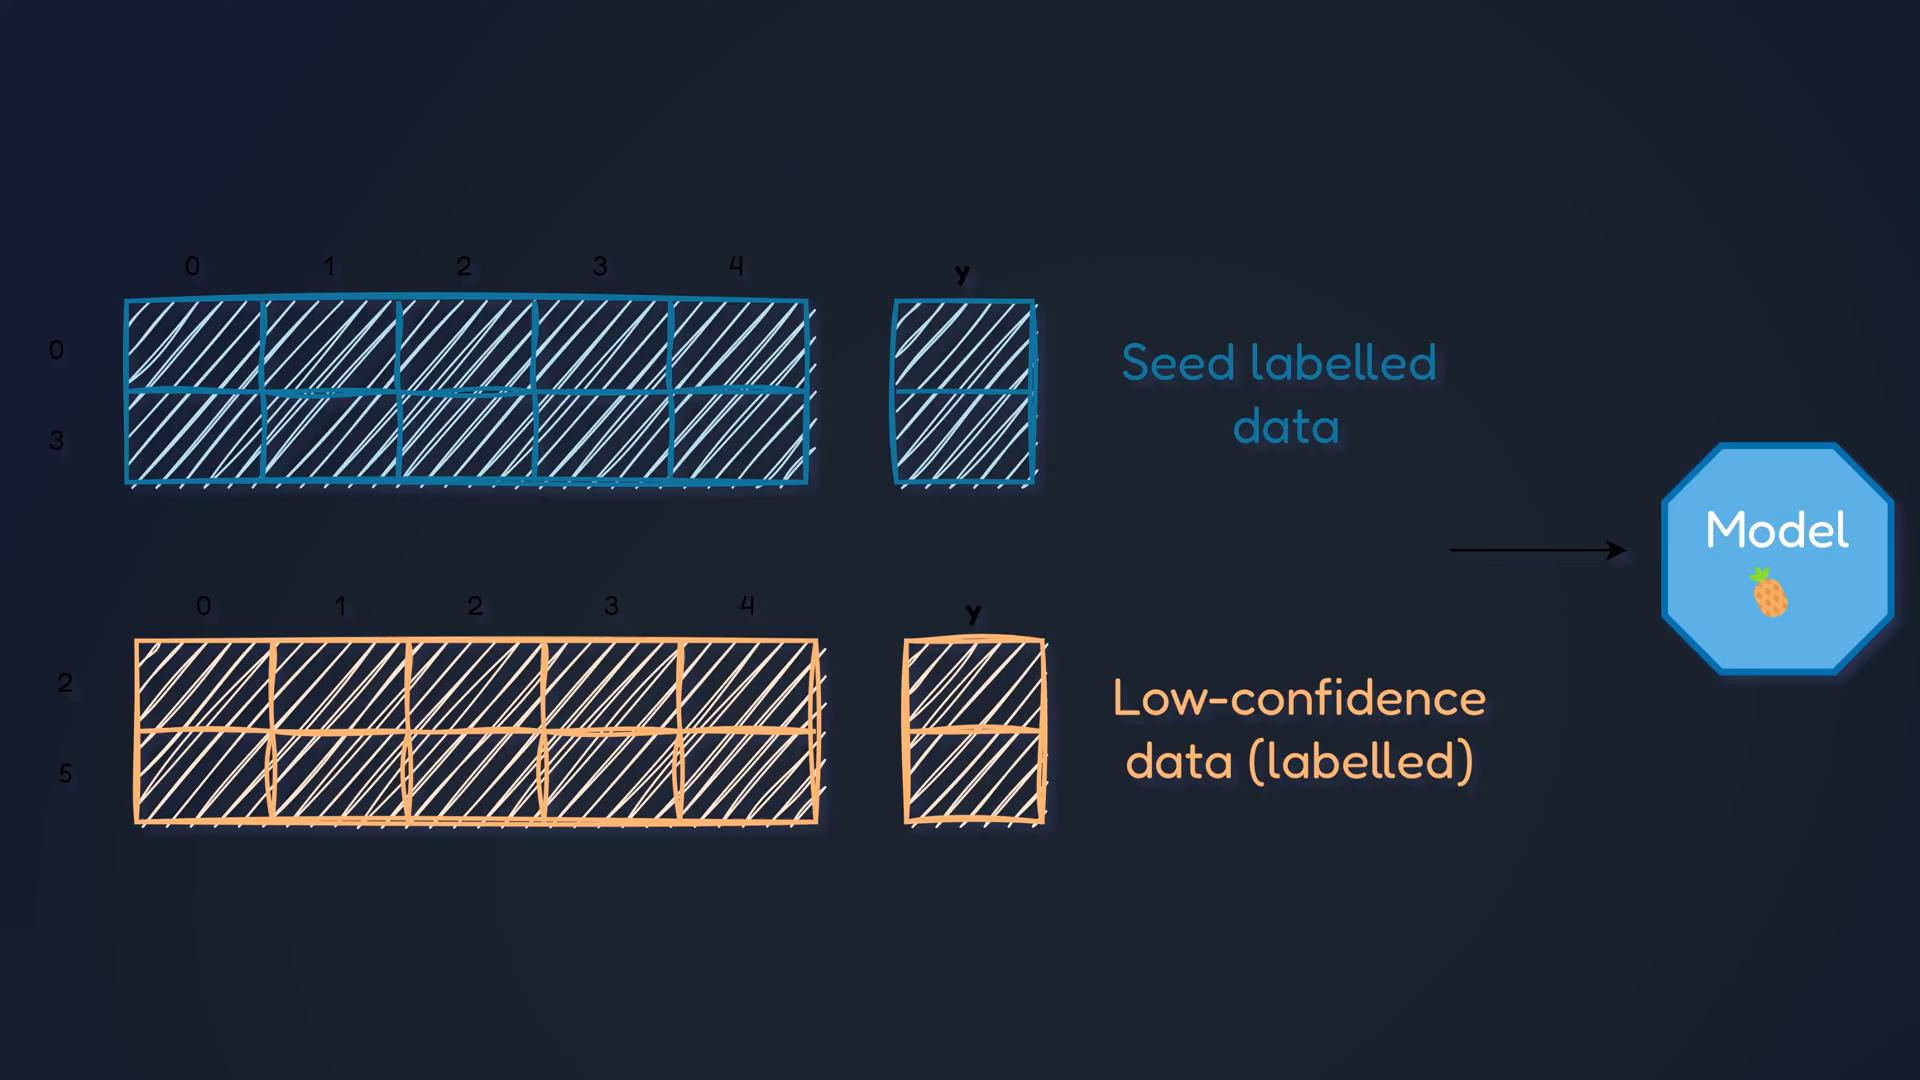 0 1 2 3 4 y
0
Seed labelled
data
3
Model
0 1 2 3 4 y
2
Low-confidence
data (labelled)
5